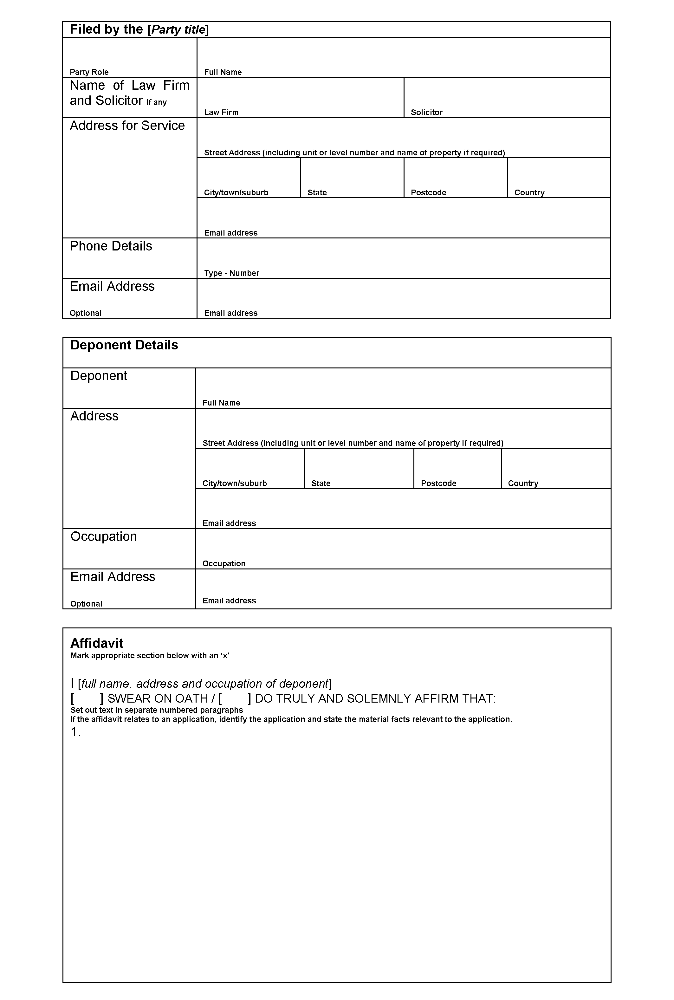 Filed by the [Party title]
Party Role
Full Name
Name of Law Firm
and Solicitor If any
Law Firm
Solicitor
Address for Service
Street Address (including unit or level number and name of property if required)
City/town/suburb
State
Postcode
Country
Email address
Phone Details
Type - Number
Email Address
Optional
Email address
Deponent Details
Deponent
Full Name
Address
Street Address (including unit or level number and name of property if required)
City/town/suburb
State
Postcode
Country
Email address
Occupation
Occupation
Email Address
Optional
Email address
Affidavit
Mark appropriate section below with an ‘x’
I [full name, address and occupation of deponent]
[ ] SWEAR ON OATH / [ ] DO TRULY AND SOLEMNLY AFFIRM THAT:
Set out text in separate numbered paragraphs
If the affidavit relates to an application, identify the application and state the material facts relevant to the application.
1.